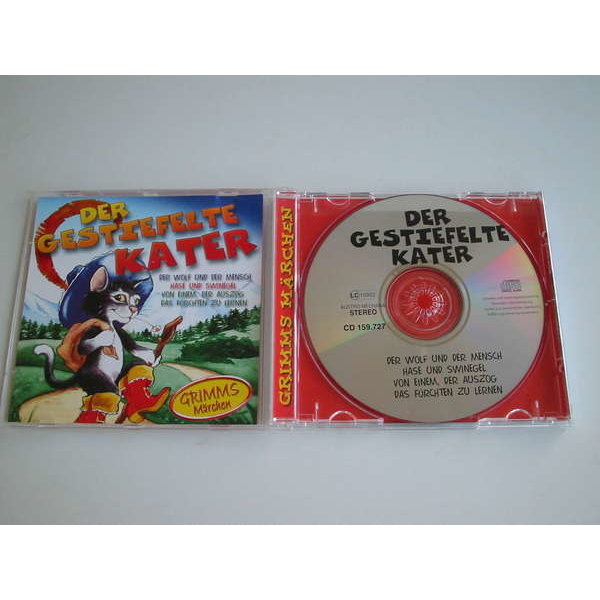 DER
GESTIEFELTE
KATER
DER WOLF UND DER MENSCH
HASE UND SWINEGEL
VON EINEM, DER AUSZOG
DAS FÜRCHTEN ZU LERNEN
GRIMMS
Märchen
GRIMMS MÄRCHEN
DER
GESTIEFELTE
KATER
LC
STEREO
CD 159.727
DER WOLF UND DER MENSCH
HASE UND SWINEGEL
VON EINEM, DER AUSZOG
DAS FÜRCHTEN ZU LERNEN